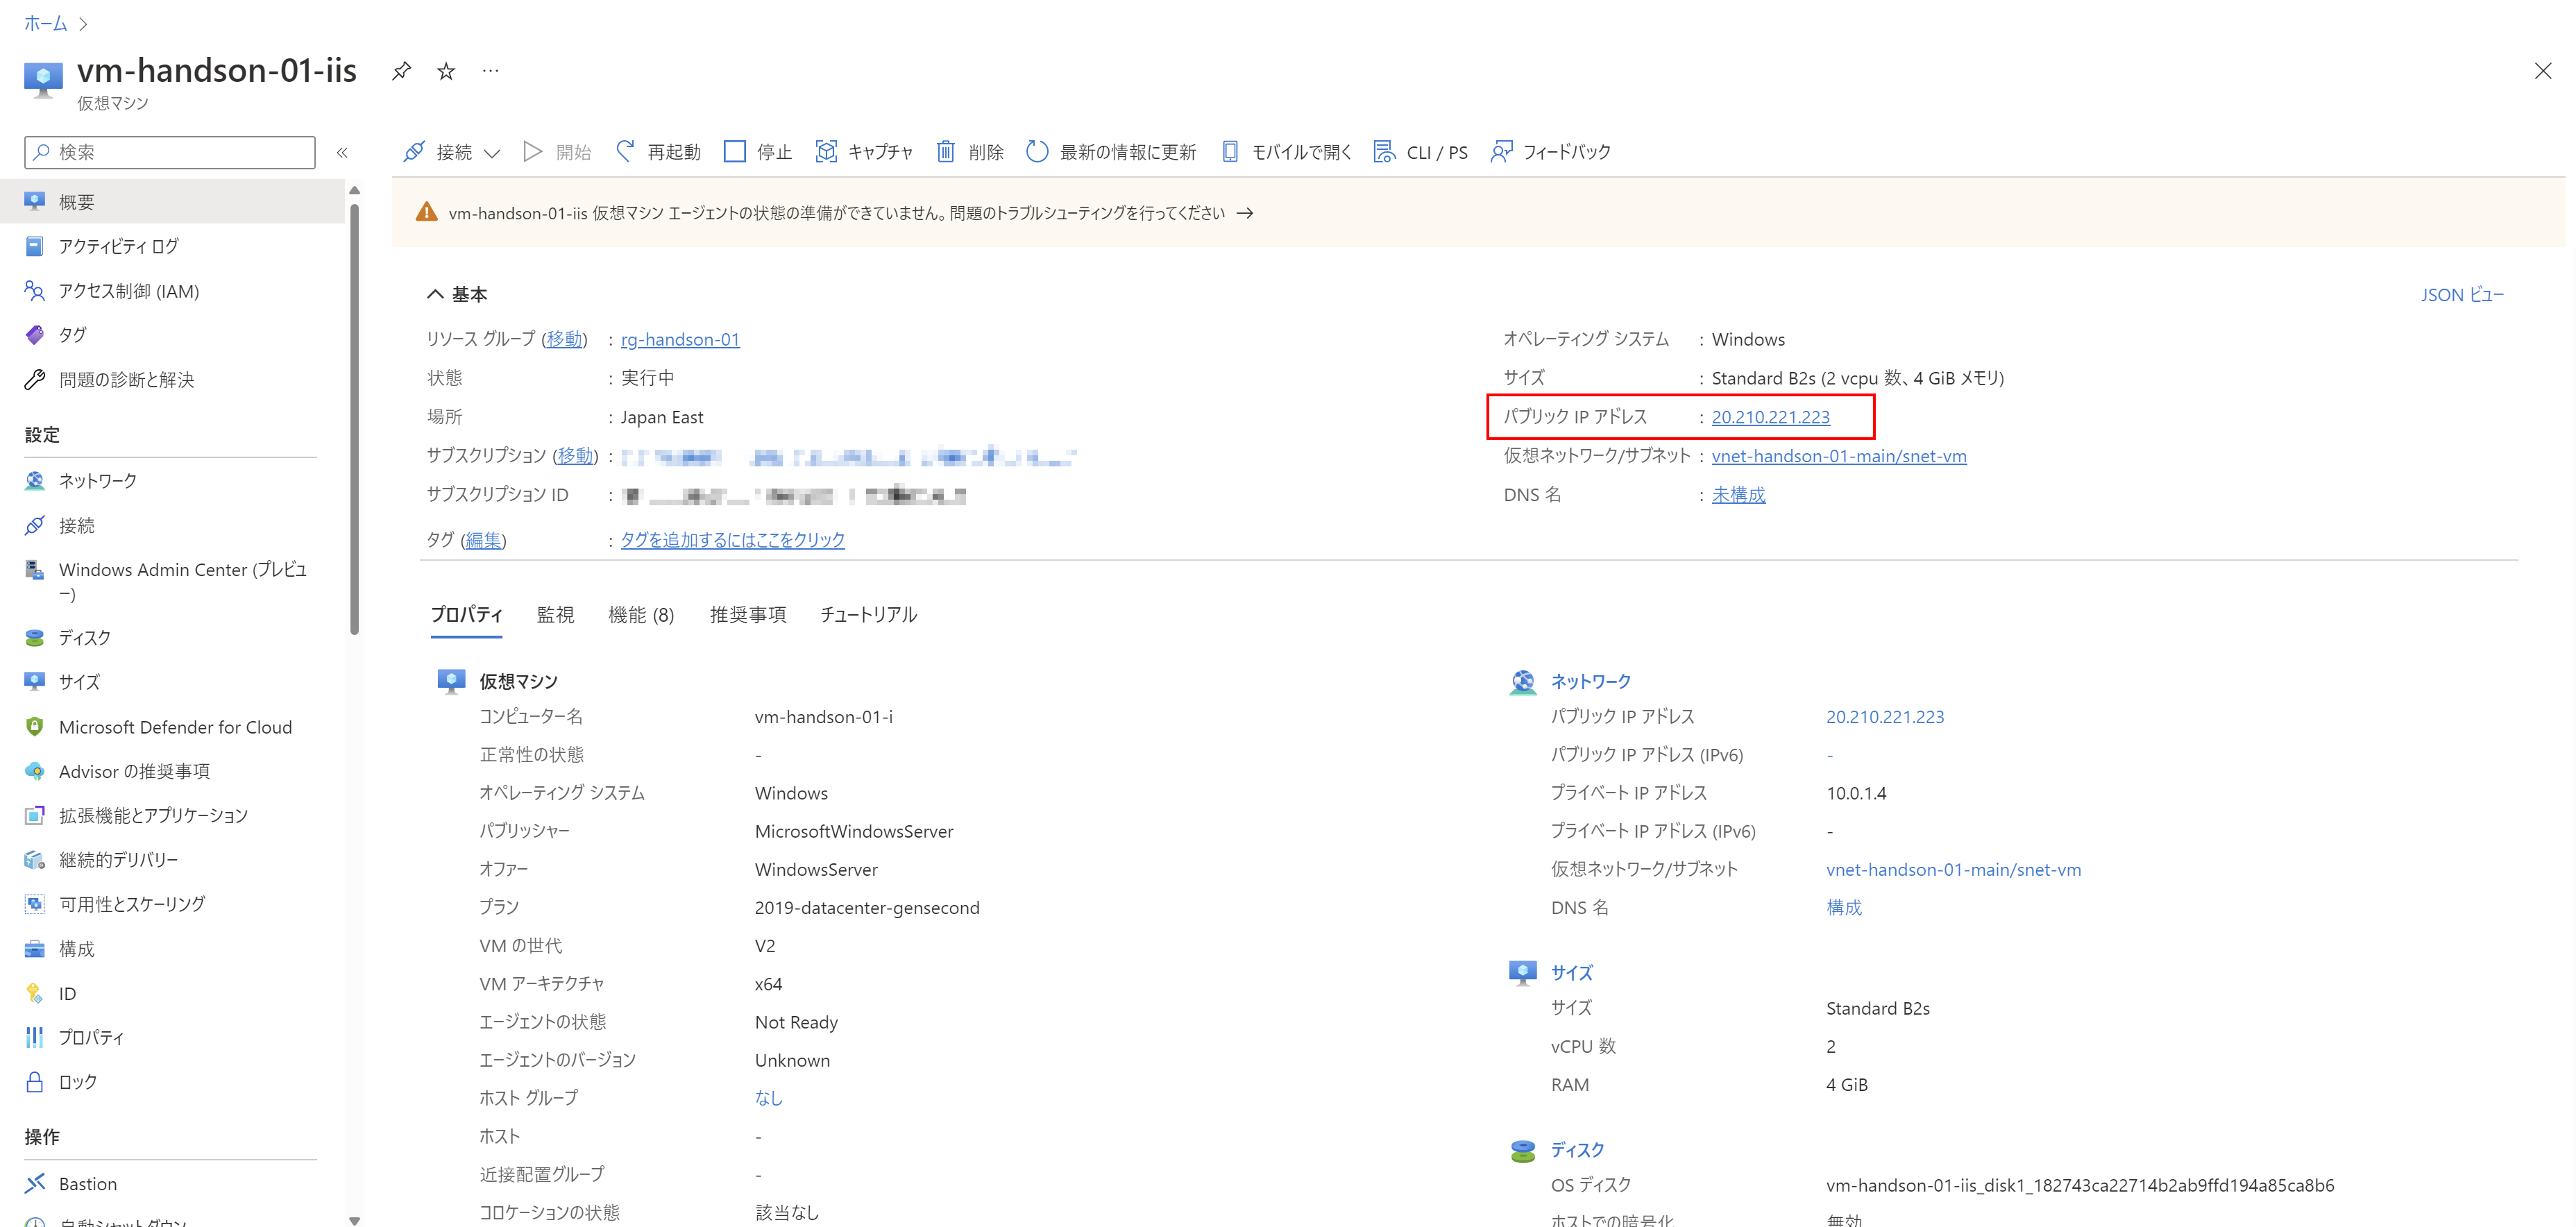 ホーム
vm-handson-01-iis
仮想マシン
検索
接続 開始 再起動 停止 キャプチャ 削除 最新の情報に更新 モバイルで開く CLI / PS フィードバック
vm-handson-01-iis 仮想マシン エージェントの状態の準備ができていません。問題のトラブルシューティングを行ってください →
概要
アクティビティ ログ
アクセス制御 (IAM)
タグ
問題の診断と解決
設定
ネットワーク
接続
Windows Admin Center (プレビュ
ー)
ディスク
サイズ
Microsoft Defender for Cloud
Advisor の推奨事項
拡張機能とアプリケーション
継続的デリバリー
可用性とスケーリング
構成
ID
プロパティ
ロック
操作
Bastion
自動シャットダウン
基本
JSON ビュー
リソース グループ (移動) : rg-handson-01
状態 : 実行中
場所 : Japan East
サブスクリプション (移動) :
サブスクリプション ID :
タグ (編集) : タグを追加するにはここをクリック
オペレーティング システム : Windows
サイズ : Standard B2s (2 vcpu 数、4 GiB メモリ)
パブリック IP アドレス : 20.210.221.223
仮想ネットワーク/サブネット : vnet-handson-01-main/snet-vm
DNS 名 : 未構成
プロパティ 監視 機能 (8) 推奨事項 チュートリアル
仮想マシン
コンピューター名 vm-handson-01-i
正常性の状態 -
オペレーティング システム Windows
パブリッシャー MicrosoftWindowsServer
オファー WindowsServer
プラン 2019-datacenter-gensecond
VM の世代 V2
VM アーキテクチャ x64
エージェントの状態 Not Ready
エージェントのバージョン Unknown
ホスト グループ なし
ホスト -
近接配置グループ -
コロケーションの状態 該当なし
ネットワーク
パブリック IP アドレス 20.210.221.223
パブリック IP アドレス (IPv6) -
プライベート IP アドレス 10.0.1.4
プライベート IP アドレス (IPv6) -
仮想ネットワーク/サブネット vnet-handson-01-main/snet-vm
DNS 名 構成
サイズ
サイズ Standard B2s
vCPU 数 2
RAM 4 GiB
ディスク
OS ディスク vm-handson-01-iis_disk1_182743ca22714b2ab9ffd194a85ca8b6
ホストでの暗号化 無効